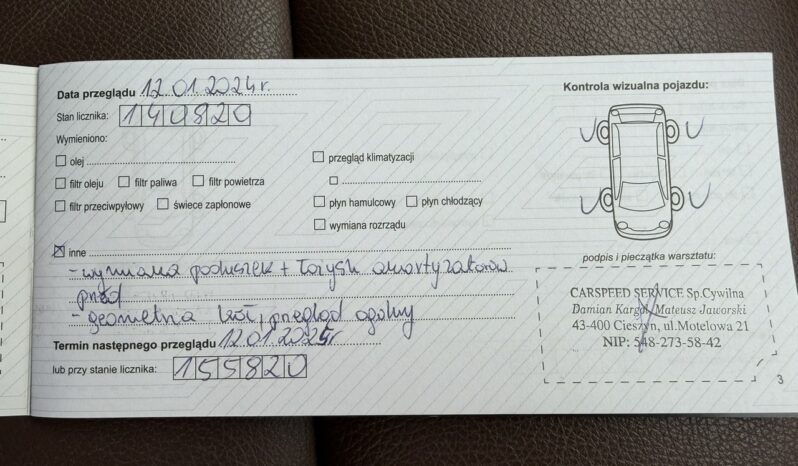 Data przeglądu 12.01.2024r.
Kontrola wizualna pojazdu:
Stan licznika: 140820
Wymieniono:
olej
przegląd klimatyzacji
filtr oleju filtr paliwa filtr powietrza
filtr przeciwpyłowy świece zapłonowe
płyn hamulcowy płyn chłodzący
wymiana rozrządu
inne
- wymiana poduszek + łożysk amortyzatorów
przód
- geometria kół, przegląd ogólny
Termin następnego przeglądu 12.01.2025r
lub przy stanie licznika: 155820
podpis i pieczątka warsztatu:
CARSPEED SERVICE Sp.Cywilna
Damian Kargol, Mateusz Jaworski
43-400 Cieszyn, ul.Motelowa 21
NIP: 548-273-58-42
3